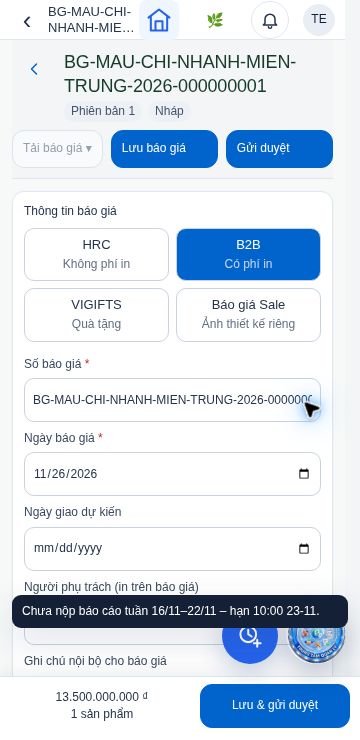 BG-MAU-CHI-
NHANH-MIE...
TE
BG-MAU-CHI-NHANH-MIEN-
TRUNG-2026-000000001
Phiên bản 1
Nháp
Tải báo giá ▾
Lưu báo giá
Gửi duyệt
Thông tin báo giá
HRC
Không phí in
B2B
Có phí in
VIGIFTS
Quà tặng
Báo giá Sale
Ảnh thiết kế riêng
Số báo giá *
BG-MAU-CHI-NHANH-MIEN-TRUNG-2026-0000000
Ngày báo giá *
11/26/2026
Ngày giao dự kiến
mm/dd/yyyy
Người phụ trách (in trên báo giá)
Chưa nộp báo cáo tuần 16/11–22/11 – hạn 10:00 23-11.
Ghi chú nội bộ cho báo giá
13.500.000.000 ₫
1 sản phẩm
Lưu & gửi duyệt